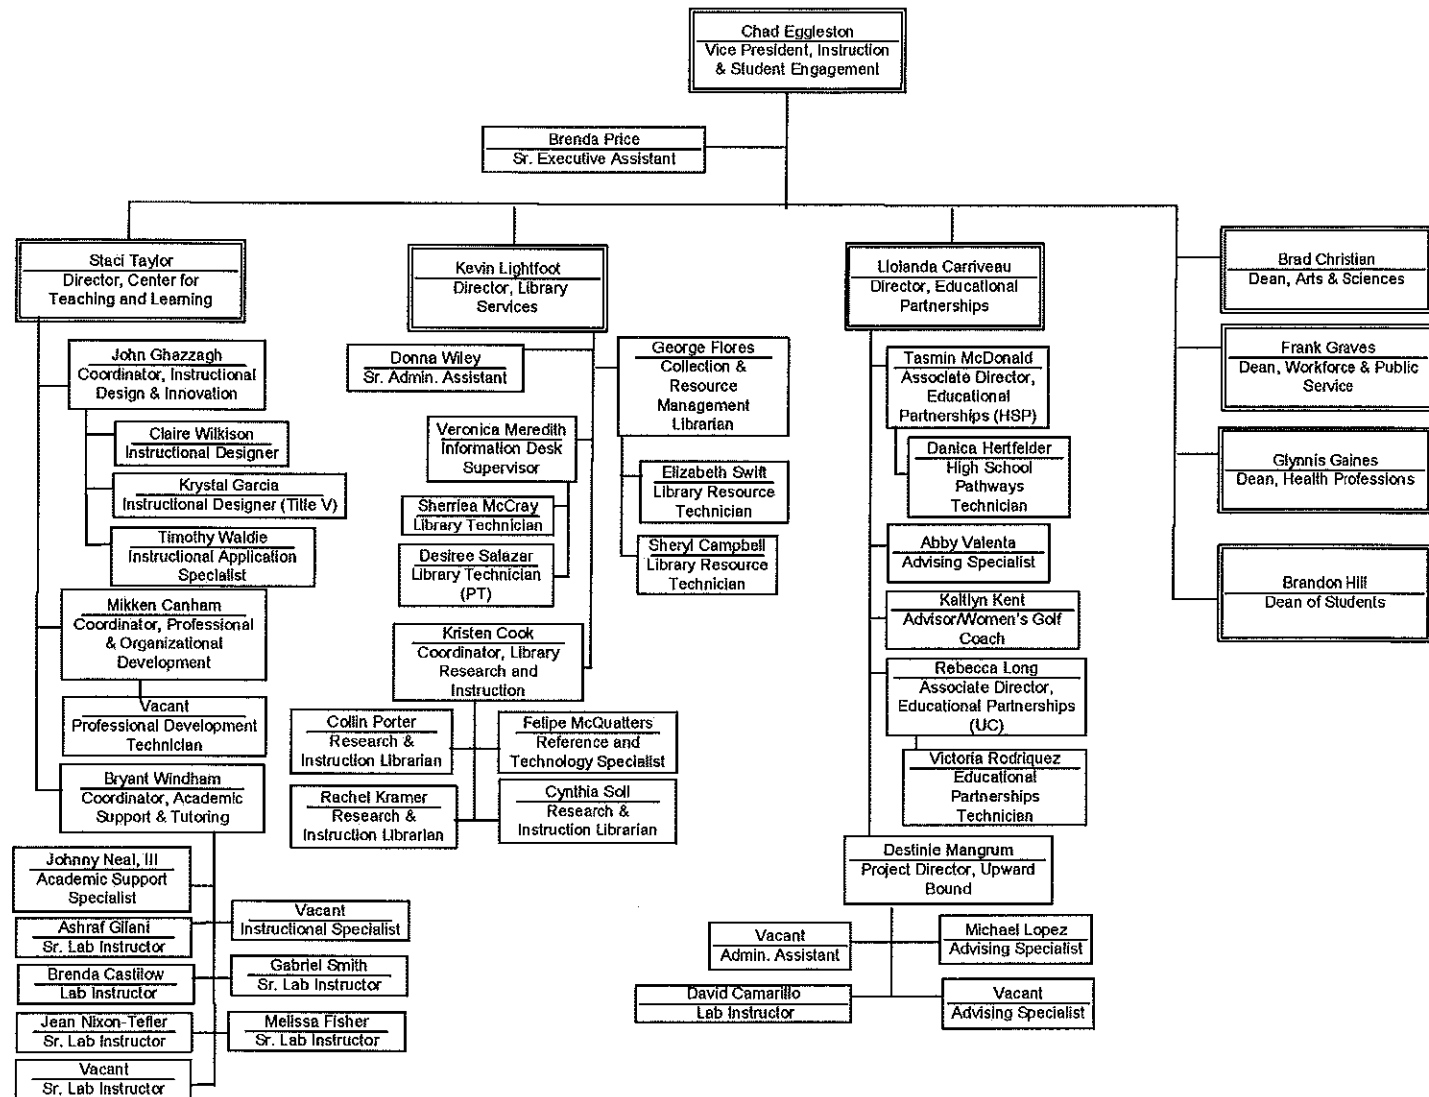 Chad Eggleston
Vice President, Instruction
& Student Engagement
Brenda Price
Sr. Executive Assistant
Staci Taylor
Director, Center for
Teaching and Learning
John Ghazzagh
Coordinator, Instructional
Design & Innovation
Claire Wilkison
Instructional Designer
Krystal Garcia
Instructional Designer (Title V)
Timothy Waldie
Instructional Application
Specialist
Mikken Canham
Coordinator, Professional
& Organizational
Development
Vacant
Professional Development
Technician
Bryant Windham
Coordinator, Academic
Support & Tutoring
Johnny Neal, III
Academic Support
Specialist
Vacant
Instructional Specialist
Ashraf Gilani
Sr. Lab Instructor
Brenda Castilow
Lab Instructor
Gabriel Smith
Sr. Lab Instructor
Jean Nixon-Tefler
Sr. Lab Instructor
Melissa Fisher
Sr. Lab Instructor
Vacant
Sr. Lab Instructor
Kevin Lightfoot
Director, Library
Services
Donna Wiley
Sr. Admin. Assistant
George Flores
Collection &
Resource
Management
Librarian
Elizabeth Swift
Library Resource
Technician
Sheryl Campbell
Library Resource
Technician
Veronica Meredith
Information Desk
Supervisor
Sherriea McCray
Library Technician
Desiree Salazar
Library Technician
(PT)
Kristen Cook
Coordinator, Library
Research and
Instruction
Collin Porter
Research &
Instruction Librarian
Felipe McQuatters
Reference and
Technology Specialist
Rachel Kramer
Research &
Instruction Librarian
Cynthia Soll
Research &
Instruction Librarian
Liolanda Carriveau
Director, Educational
Partnerships
Tasmin McDonald
Associate Director,
Educational
Partnerships (HSP)
Danica Hertfelder
High School
Pathways
Technician
Abby Valenta
Advising Specialist
Kaitlyn Kent
Advisor/Women's Golf
Coach
Rebecca Long
Associate Director,
Educational Partnerships
(UC)
Victoria Rodriquez
Educational
Partnerships
Technician
Destinie Mangrum
Project Director, Upward
Bound
Vacant
Admin. Assistant
Michael Lopez
Advising Specialist
David Camarillo
Lab Instructor
Vacant
Advising Specialist
Brad Christian
Dean, Arts & Sciences
Frank Graves
Dean, Workforce & Public
Service
Glynnis Gaines
Dean, Health Professions
Brandon Hill
Dean of Students